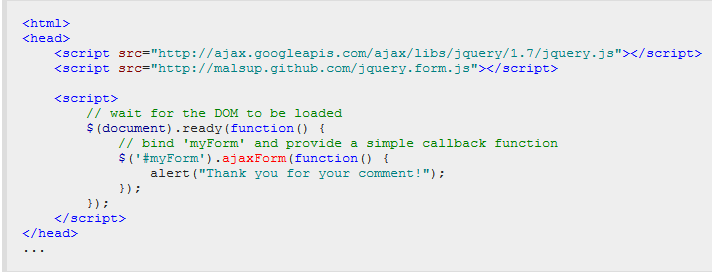 <html>
<head>
    <script src="http://ajax.googleapis.com/ajax/libs/jquery/1.7/jquery.js"></script>
    <script src="http://malsup.github.com/jquery.form.js"></script>

    <script>
        // wait for the DOM to be loaded
        $(document).ready(function() {
            // bind 'myForm' and provide a simple callback function
            $('#myForm').ajaxForm(function() {
                alert("Thank you for your comment!");
            });
        });
    </script>
</head>
...